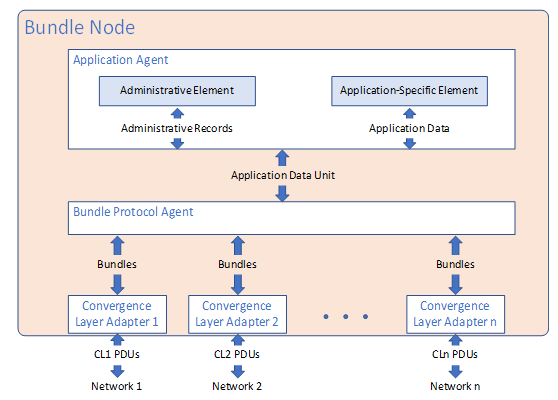 Bundle Node
Application Agent
Administrative Element
Application-Specific Element
Administrative Records
Application Data
Application Data Unit
Bundle Protocol Agent
Bundles
Bundles
Bundles
Convergence
Layer Adapter 1
Convergence
Layer Adapter 2
Convergence
Layer Adapter n
CL1 PDUs
CL2 PDUs
CLn PDUs
Network 1
Network 2
Network n